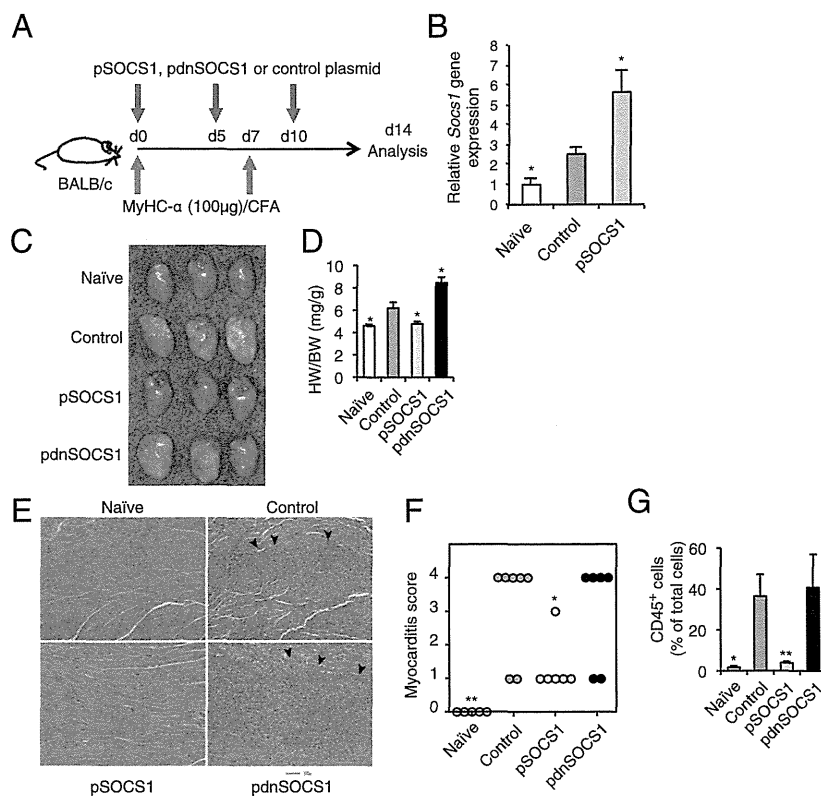 A
pSOCS1, pdnSOCS1 or control plasmid
d0 d5 d7 d10
d14
Analysis
BALB/c
MyHC-α (100µg)/CFA
B
Relative Socs1 gene
expression
8
7
6
5
4
3
2
1
0
*
*
Naïve
Control
pSOCS1
C
Naïve
Control
pSOCS1
pdnSOCS1
D
HW/BW (mg/g)
10
8
6
4
2
0
*
*
*
Naïve
Control
pSOCS1
pdnSOCS1
E
Naïve Control
pSOCS1 pdnSOCS1
F
Myocarditis score
4
3
2
1
0
**
*
Naïve
Control
pSOCS1
pdnSOCS1
G
CD45+ cells
(% of total cells)
60
40
20
0
*
**
Naïve
Control
pSOCS1
pdnSOCS1